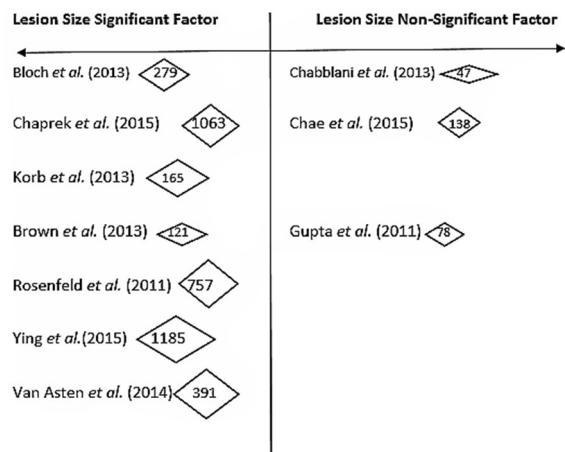 Lesion Size Significant Factor
Lesion Size Non-Significant Factor
Bloch et al. (2013) 279
Chabblani et al. (2013) 47
Chaprek et al. (2015) 1063
Chae et al. (2015) 138
Korb et al. (2013) 165
Brown et al. (2013) 121
Gupta et al. (2011) 78
Rosenfeld et al. (2011) 757
Ying et al.(2015) 1185
Van Asten et al. (2014) 391